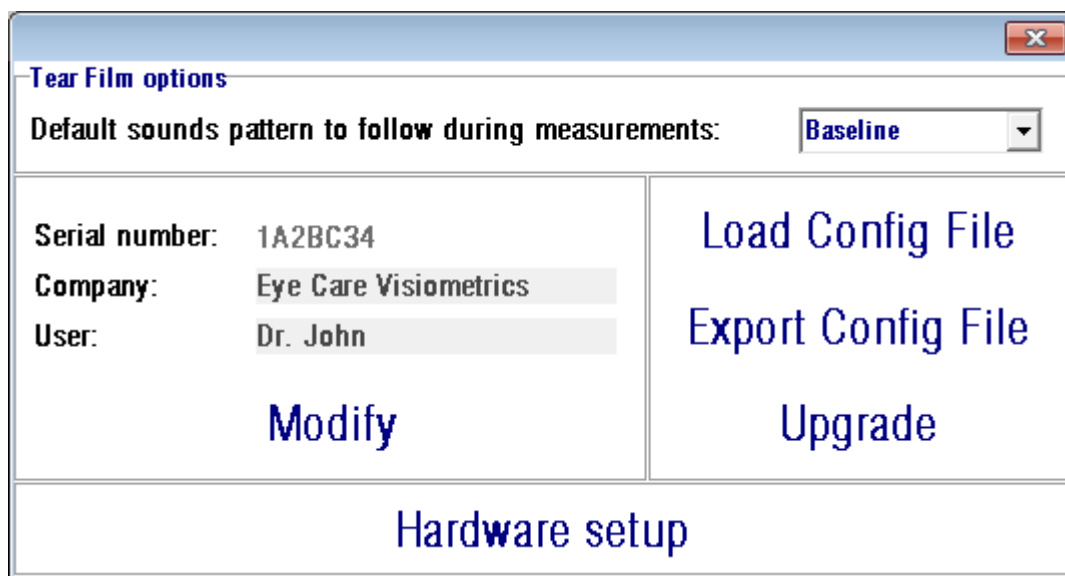 Tear Film options
Default sounds pattern to follow during measurements: Baseline
Serial number: 1A2BC34
Company: Eye Care Visiometrics
User: Dr. John
Modify
Load Config File
Export Config File
Upgrade
Hardware setup